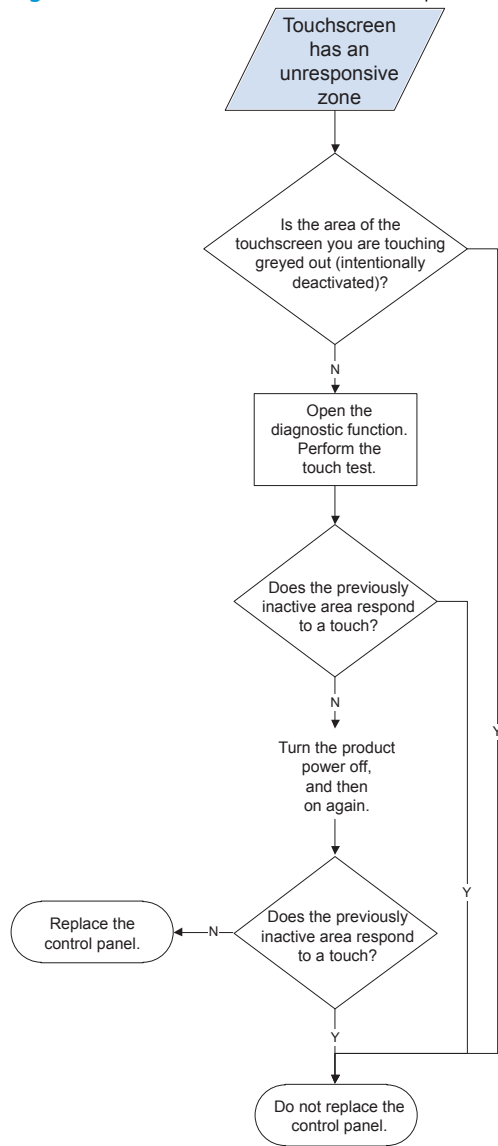 Touchscreen
has an
unresponsive
zone
Is the area of the
touchscreen you are touching
greyed out (intentionally
deactivated)?
N
Open the
diagnostic function.
Perform the
touch test.
Does the previously
inactive area respond
to a touch?
N
Y
Turn the product
power off,
and then
on again.
Y
Replace the
control panel.
N
Does the previously
inactive area respond
to a touch?
Y
Do not replace the
control panel.